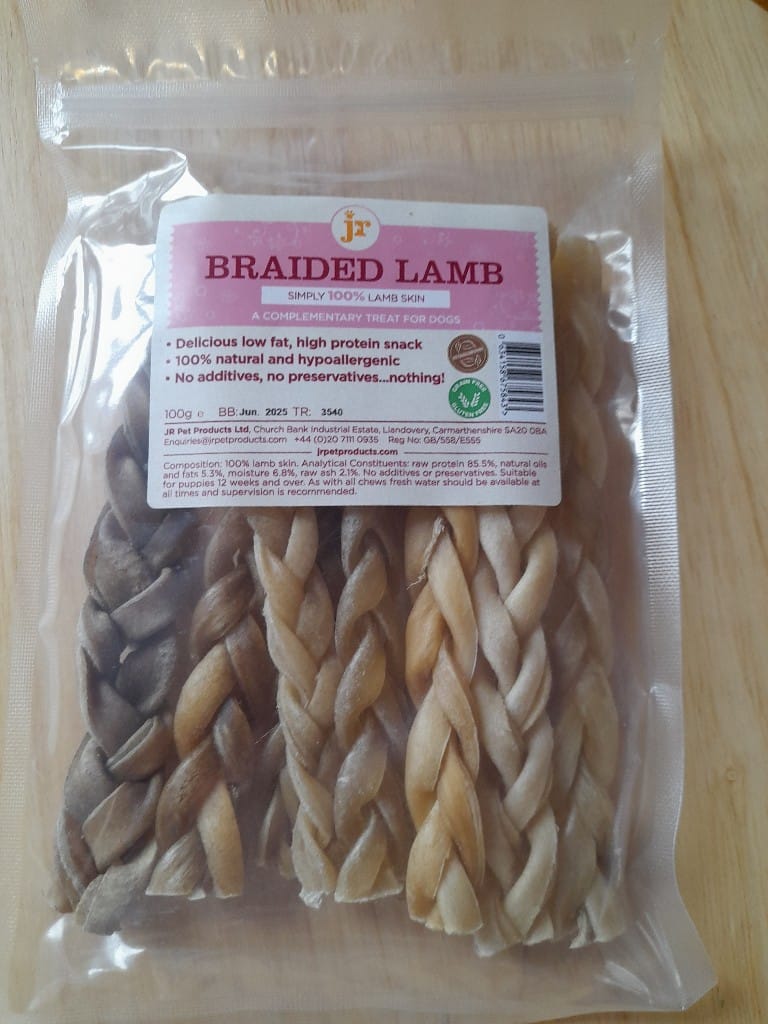 jr
BRAIDED LAMB
SIMPLY 100% LAMB SKIN
A COMPLEMENTARY TREAT FOR DOGS
• Delicious low fat, high protein snack
• 100% natural and hypoallergenic
• No additives, no preservatives...nothing!
GRAIN FREE
GLUTEN FREE
100g e BB: Jun. 2025 TR: 3540
JR Pet Products Ltd, Church Bank Industrial Estate, Llandovery, Carmarthenshire SA20 0BA
Enquiries@jrpetproducts.com +44 (0)20 7111 0935 Reg No: GB/558/E555
jrpetproducts.com
Composition: 100% lamb skin. Analytical Constituents: raw protein 85.5%, natural oils
and fats 5.3%, moisture 6.8%, raw ash 2.1%. No additives or preservatives. Suitable
for puppies 12 weeks and over. As with all chews fresh water should be available at
all times and supervision is recommended.